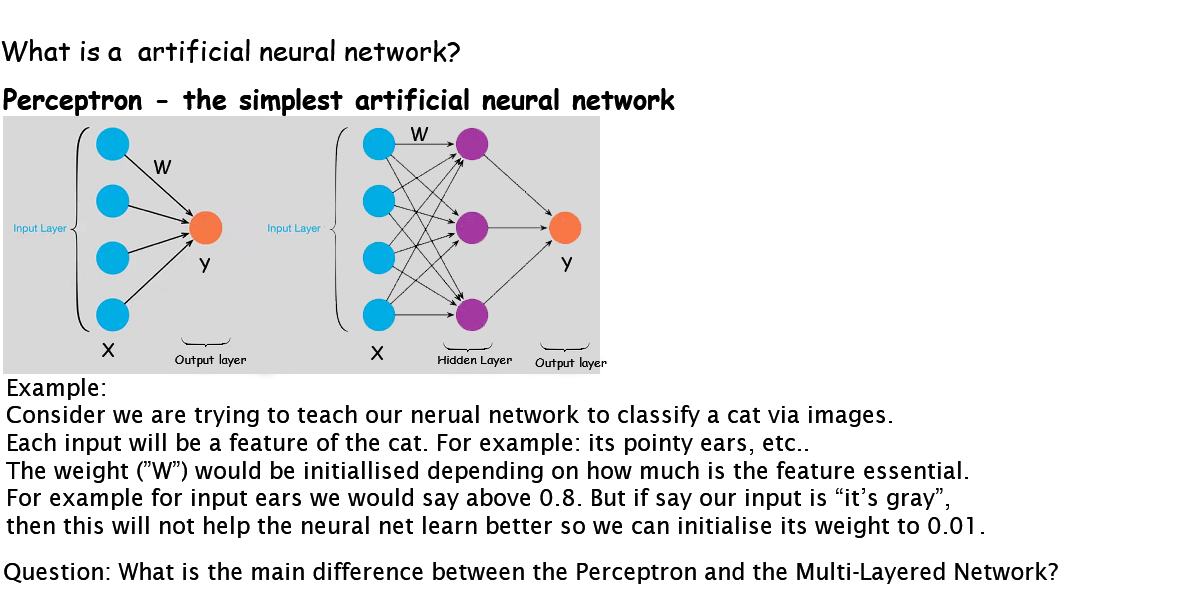 What is a artificial neural network?
Perceptron - the simplest artificial neural network
W
Input Layer
y
X
Output layer
W
Input Layer
y
X
Hidden Layer
Output layer
Example:
Consider we are trying to teach our nerual network to classify a cat via images.
Each input will be a feature of the cat. For example: its pointy ears, etc..
The weight (”W”) would be initiallised depending on how much is the feature essential.
For example for input ears we would say above 0.8. But if say our input is “it’s gray”,
then this will not help the neural net learn better so we can initialise its weight to 0.01.
Question: What is the main difference between the Perceptron and the Multi-Layered Network?